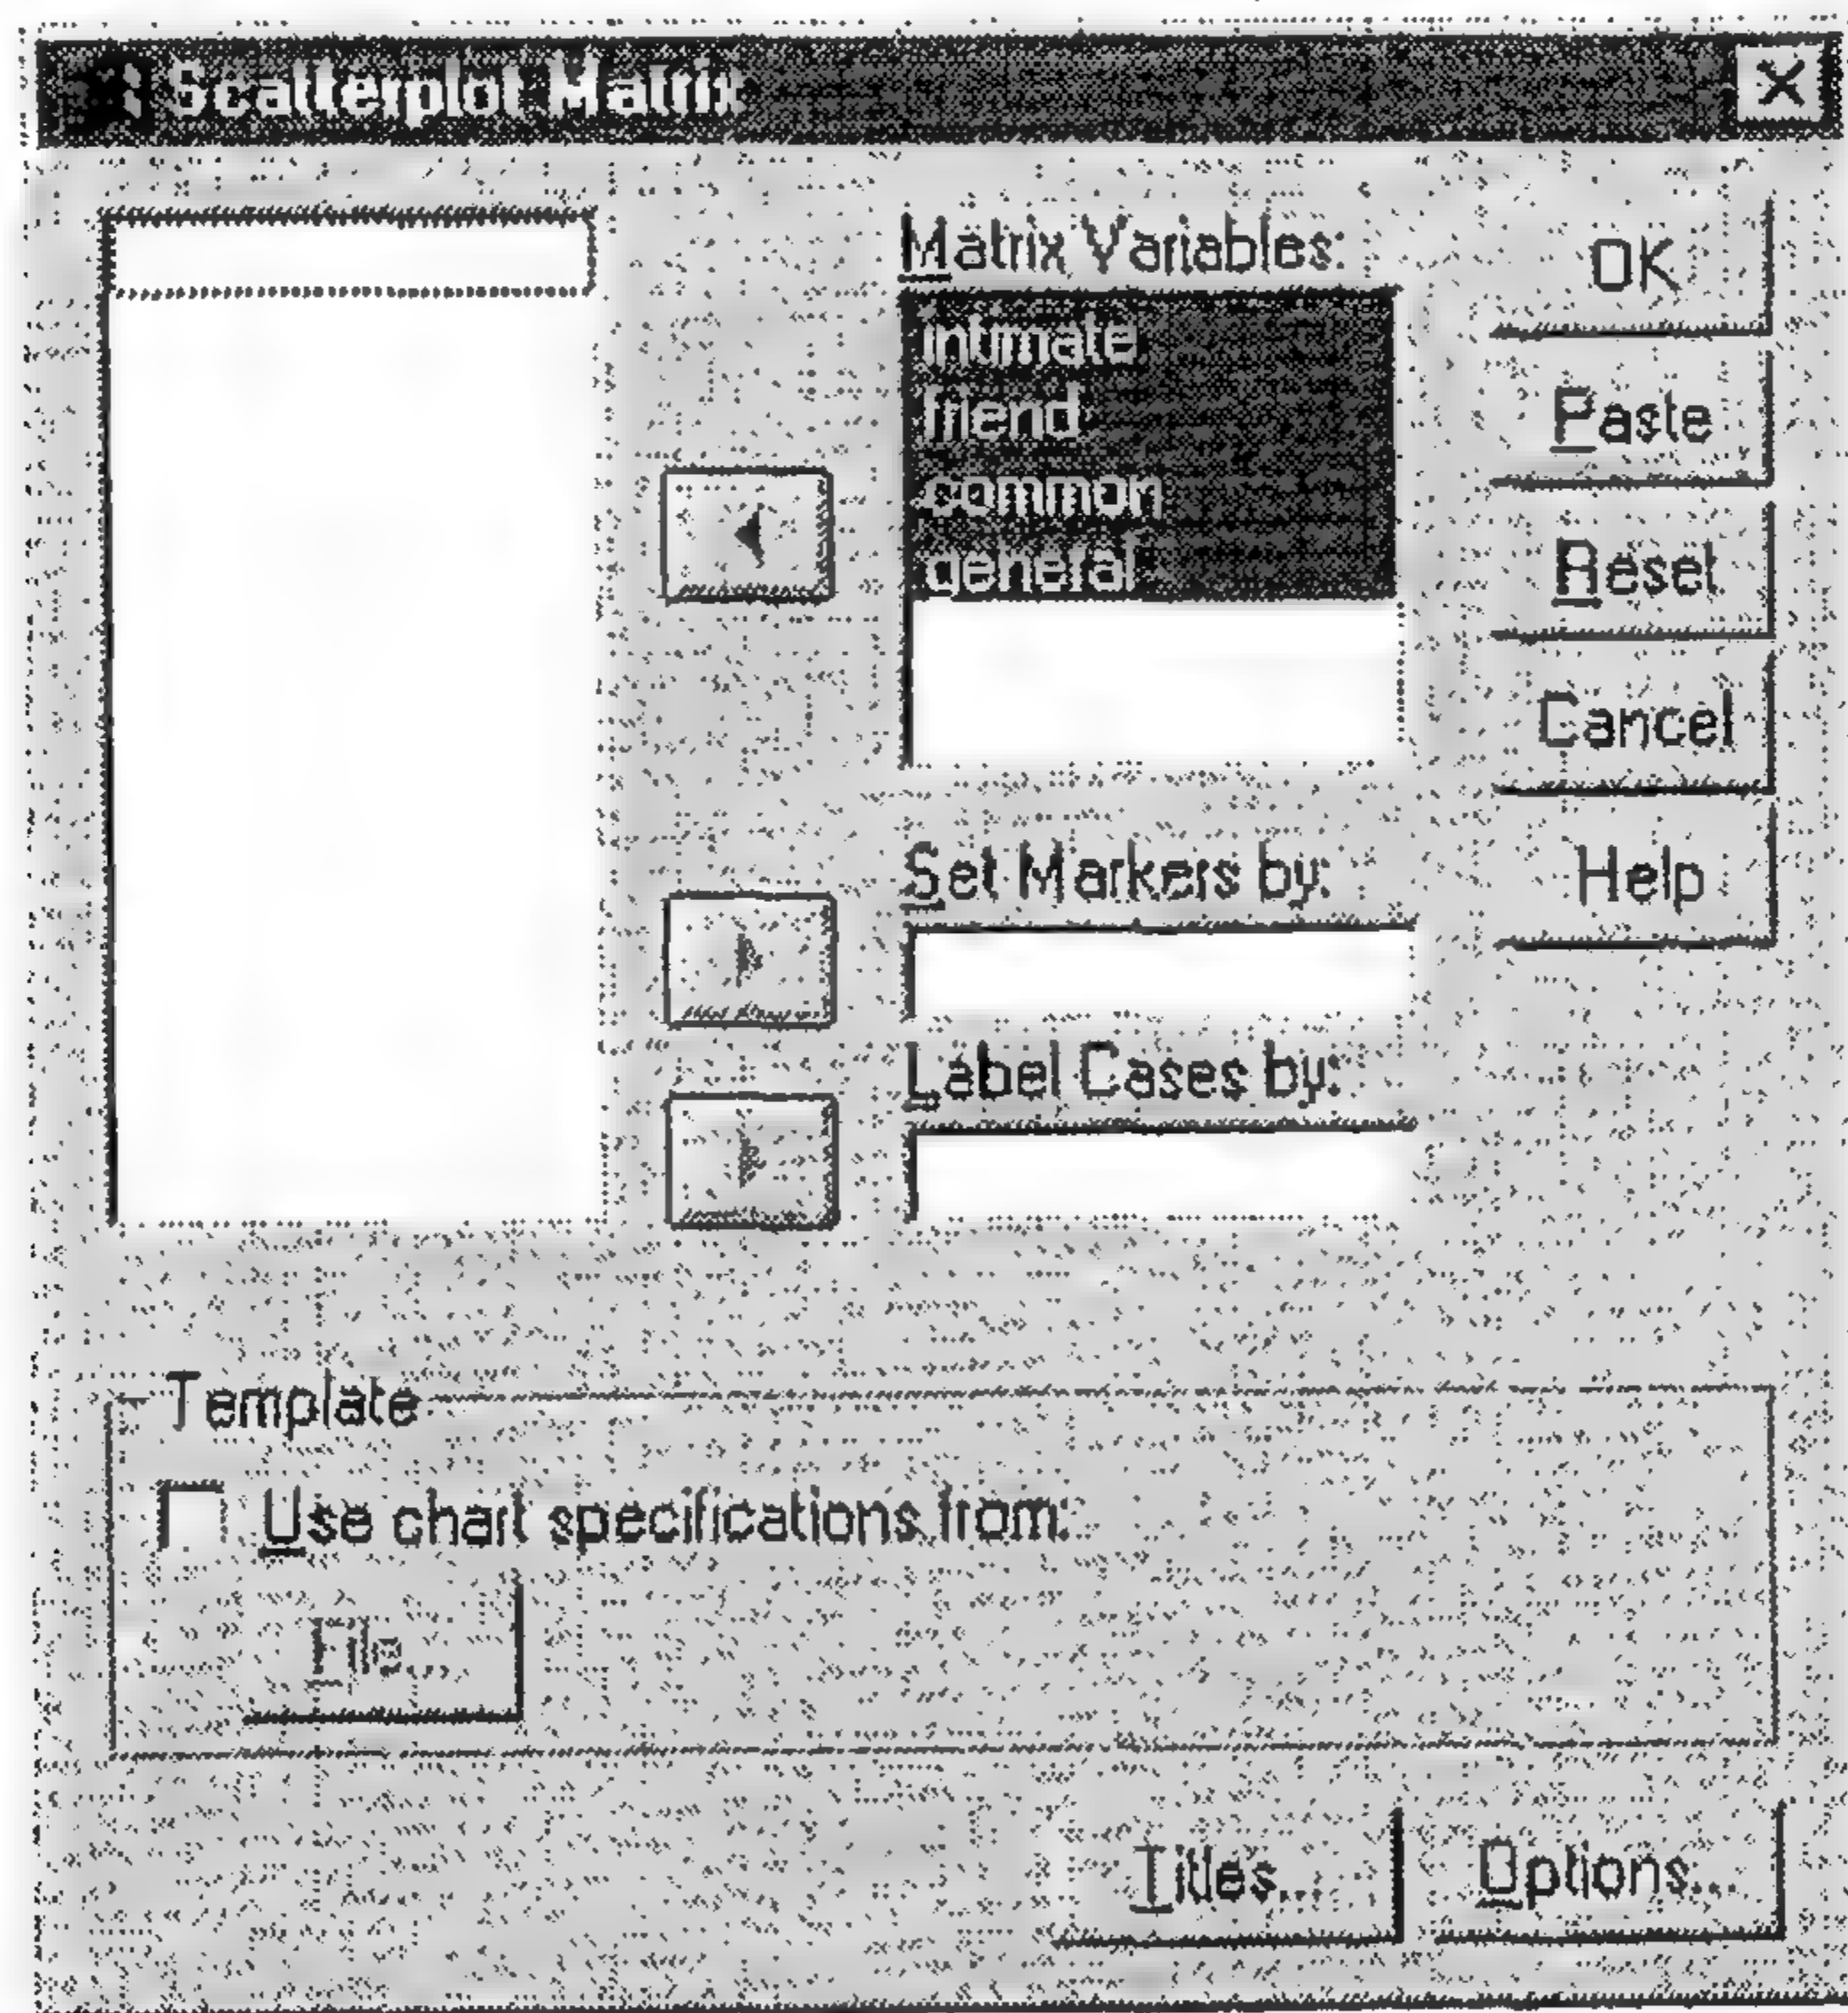 Scatterplot Matrix
Matrix Variables:
intimate
friend
common
general
OK
Paste
Reset
Cancel
Help
Set Markers by:
Label Cases by:
Template
Use chart specifications from:
File...
Titles...
Options...